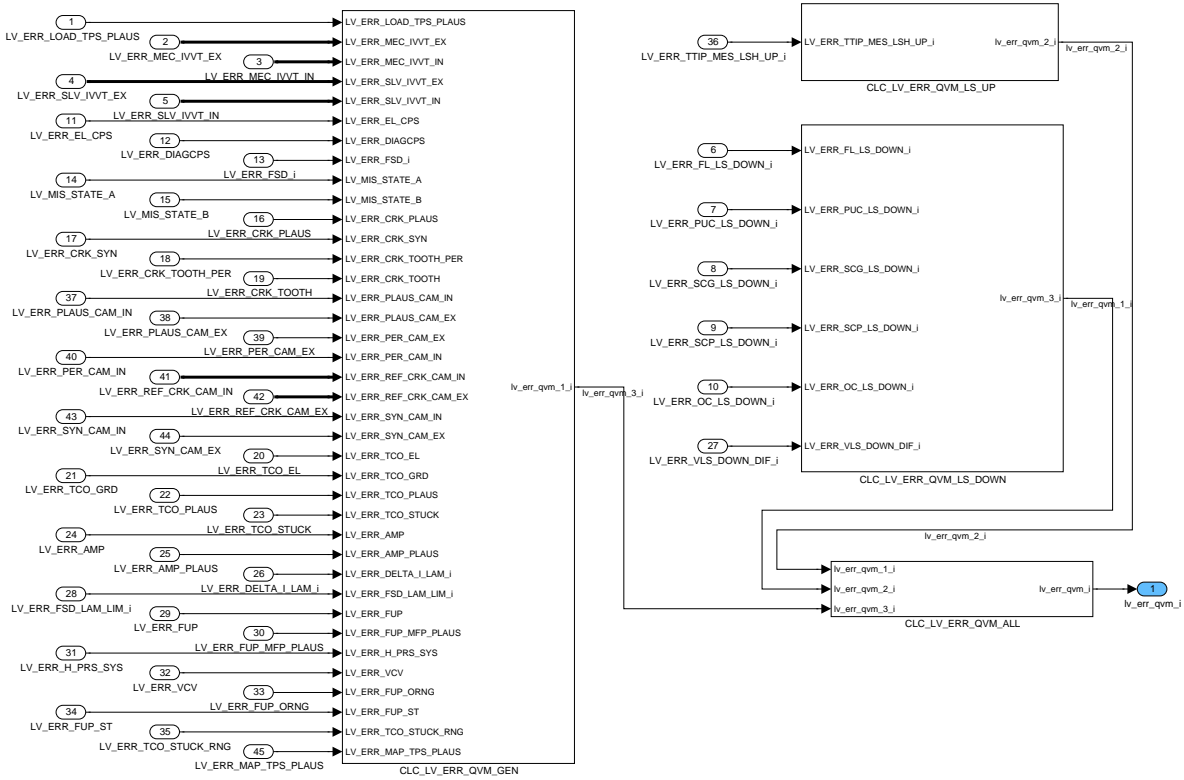 1
LV_ERR_LOAD_TPS_PLAUS
2
LV_ERR_MEC_IVVT_EX
3
LV_ERR_MEC_IVVT_IN
4
LV_ERR_SLV_IVVT_EX
5
LV_ERR_SLV_IVVT_IN
11
LV_ERR_EL_CPS
12
LV_ERR_DIAGCPS
13
LV_ERR_FSD_i
14
LV_MIS_STATE_A
15
LV_MIS_STATE_B
16
LV_ERR_CRK_PLAUS
17
LV_ERR_CRK_SYN
18
LV_ERR_CRK_TOOTH_PER
19
LV_ERR_CRK_TOOTH
37
LV_ERR_PLAUS_CAM_IN
38
LV_ERR_PLAUS_CAM_EX
39
LV_ERR_PER_CAM_EX
40
LV_ERR_PER_CAM_IN
41
LV_ERR_REF_CRK_CAM_IN
42
LV_ERR_REF_CRK_CAM_EX
43
LV_ERR_SYN_CAM_IN
44
LV_ERR_SYN_CAM_EX
20
LV_ERR_TCO_EL
21
LV_ERR_TCO_GRD
22
LV_ERR_TCO_PLAUS
23
LV_ERR_TCO_STUCK
24
LV_ERR_AMP
25
LV_ERR_AMP_PLAUS
26
LV_ERR_DELTA_I_LAM_i
28
LV_ERR_FSD_LAM_LIM_i
29
LV_ERR_FUP
30
LV_ERR_FUP_MFP_PLAUS
31
LV_ERR_H_PRS_SYS
32
LV_ERR_VCV
33
LV_ERR_FUP_ORNG
34
LV_ERR_FUP_ST
35
LV_ERR_TCO_STUCK_RNG
45
LV_ERR_MAP_TPS_PLAUS
LV_ERR_LOAD_TPS_PLAUS
LV_ERR_MEC_IVVT_EX
LV_ERR_MEC_IVVT_IN
LV_ERR_SLV_IVVT_EX
LV_ERR_SLV_IVVT_IN
LV_ERR_EL_CPS
LV_ERR_DIAGCPS
LV_ERR_FSD_i
LV_MIS_STATE_A
LV_MIS_STATE_B
LV_ERR_CRK_PLAUS
LV_ERR_CRK_SYN
LV_ERR_CRK_TOOTH_PER
LV_ERR_CRK_TOOTH
LV_ERR_PLAUS_CAM_IN
LV_ERR_PLAUS_CAM_EX
LV_ERR_PER_CAM_EX
LV_ERR_PER_CAM_IN
LV_ERR_REF_CRK_CAM_IN
LV_ERR_REF_CRK_CAM_EX
LV_ERR_SYN_CAM_IN
LV_ERR_SYN_CAM_EX
LV_ERR_TCO_EL
LV_ERR_TCO_GRD
LV_ERR_TCO_PLAUS
LV_ERR_TCO_STUCK
LV_ERR_AMP
LV_ERR_AMP_PLAUS
LV_ERR_DELTA_I_LAM_i
LV_ERR_FSD_LAM_LIM_i
LV_ERR_FUP
LV_ERR_FUP_MFP_PLAUS
LV_ERR_H_PRS_SYS
LV_ERR_VCV
LV_ERR_FUP_ORNG
LV_ERR_FUP_ST
LV_ERR_TCO_STUCK_RNG
LV_ERR_MAP_TPS_PLAUS
lv_err_qvm_1_i
lv_err_qvm_3_i
CLC_LV_ERR_QVM_GEN
36
LV_ERR_TTIP_MES_LSH_UP_i
LV_ERR_TTIP_MES_LSH_UP_i
lv_err_qvm_2_i
lv_err_qvm_2_i
CLC_LV_ERR_QVM_LS_UP
6
LV_ERR_FL_LS_DOWN_i
7
LV_ERR_PUC_LS_DOWN_i
8
LV_ERR_SCG_LS_DOWN_i
9
LV_ERR_SCP_LS_DOWN_i
10
LV_ERR_OC_LS_DOWN_i
27
LV_ERR_VLS_DOWN_DIF_i
LV_ERR_FL_LS_DOWN_i
LV_ERR_PUC_LS_DOWN_i
LV_ERR_SCG_LS_DOWN_i
LV_ERR_SCP_LS_DOWN_i
LV_ERR_OC_LS_DOWN_i
LV_ERR_VLS_DOWN_DIF_i
lv_err_qvm_3_i
lv_err_qvm_1_i
CLC_LV_ERR_QVM_LS_DOWN
lv_err_qvm_2_i
lv_err_qvm_1_i
lv_err_qvm_2_i
lv_err_qvm_3_i
lv_err_qvm_i
CLC_LV_ERR_QVM_ALL
1
lv_err_qvm_i